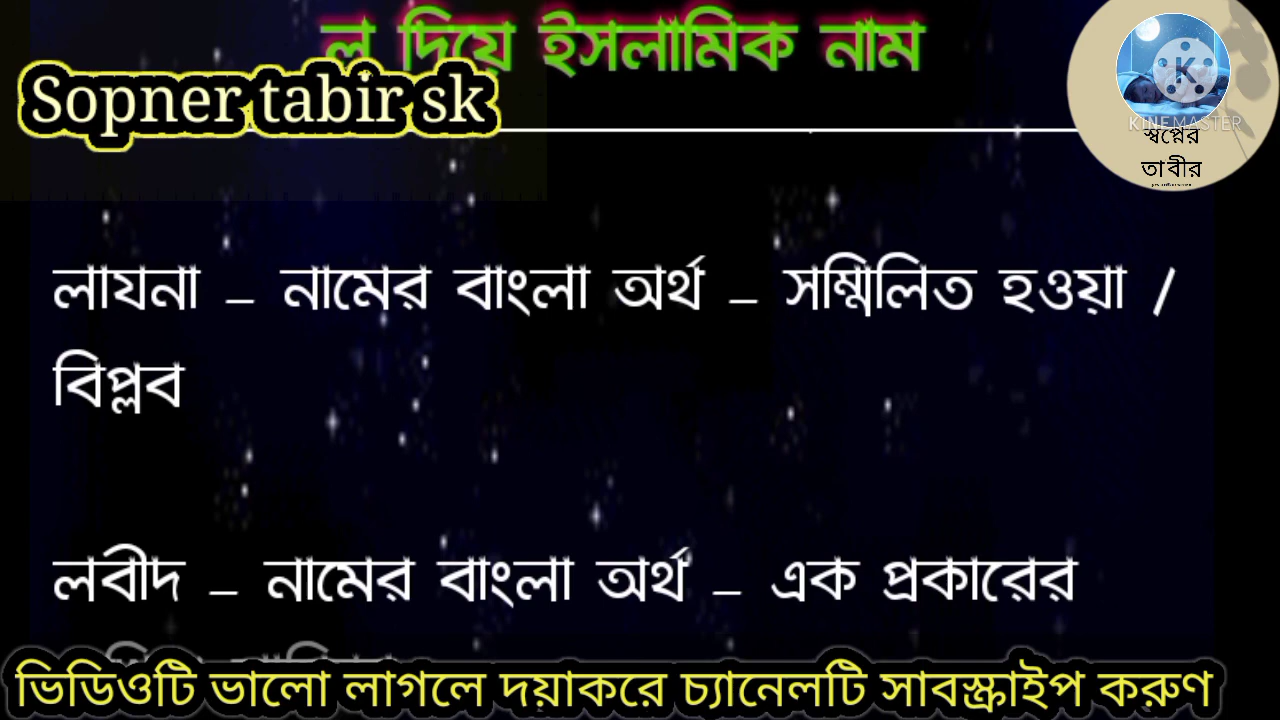 ল দিয়ে ইসলামিক নাম
Sopner tabir sk
KINEMASTER
স্বপ্নের
তাবীর
লাযনা – নামের বাংলা অর্থ – সম্মিলিত হওয়া /
বিপ্লব
লবীদ – নামের বাংলা অর্থ – এক প্রকারের
ভিডিওটি ভালো লাগলে দয়াকরে চ্যানেলটি সাবস্ক্রাইপ করুণ